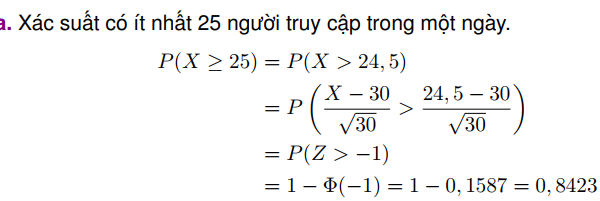 a. Xác suất có ít nhất 25 người truy cập trong một ngày.
P(X ≥ 25) = P(X > 24, 5)
= P((X − 30)/√30 > (24, 5 − 30)/√30)
= P(Z > −1)
= 1 − Φ(−1) = 1 − 0, 1587 = 0, 8423